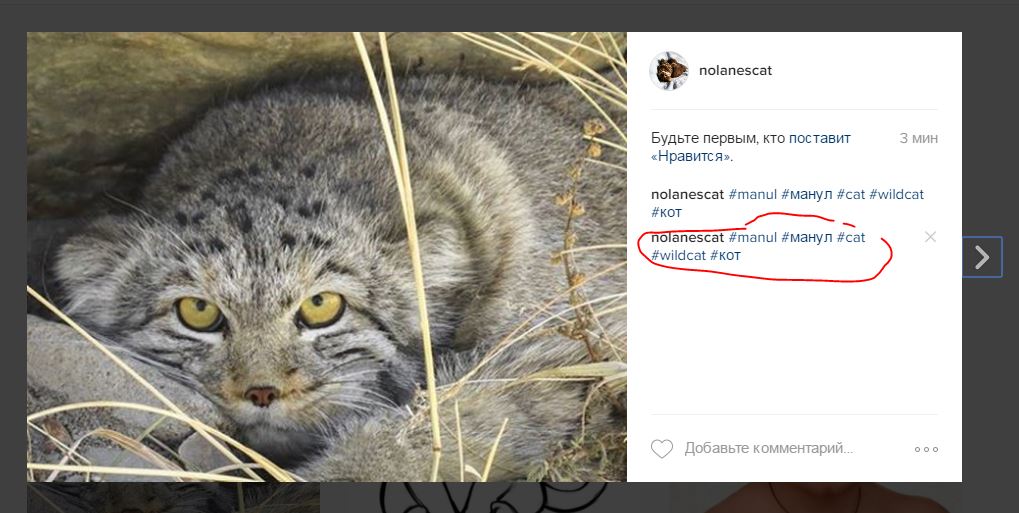 nolanescat
Будьте первым, кто поставит
«Нравится».
3 мин
nolanescat #manul #манул #cat #wildcat
#кот
nolanescat #manul #манул #cat
#wildcat #кот
Добавьте комментарий...